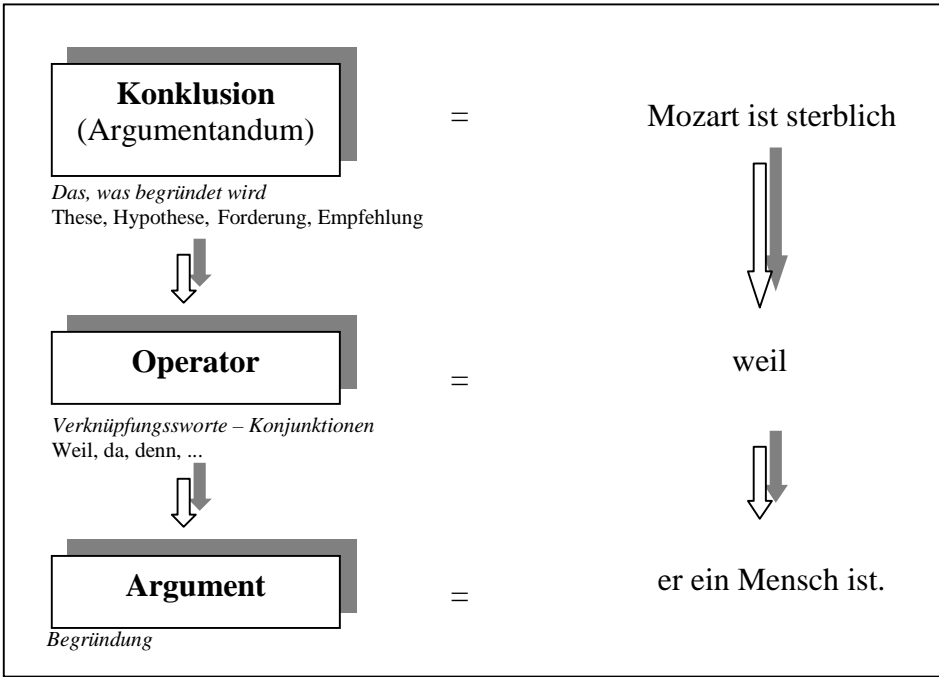 Konklusion
(Argumentandum)
=
Mozart ist sterblich
Das, was begründet wird
These, Hypothese, Forderung, Empfehlung
Operator
=
weil
Verknüpfungssworte – Konjunktionen
Weil, da, denn, ...
Argument
=
er ein Mensch ist.
Begründung